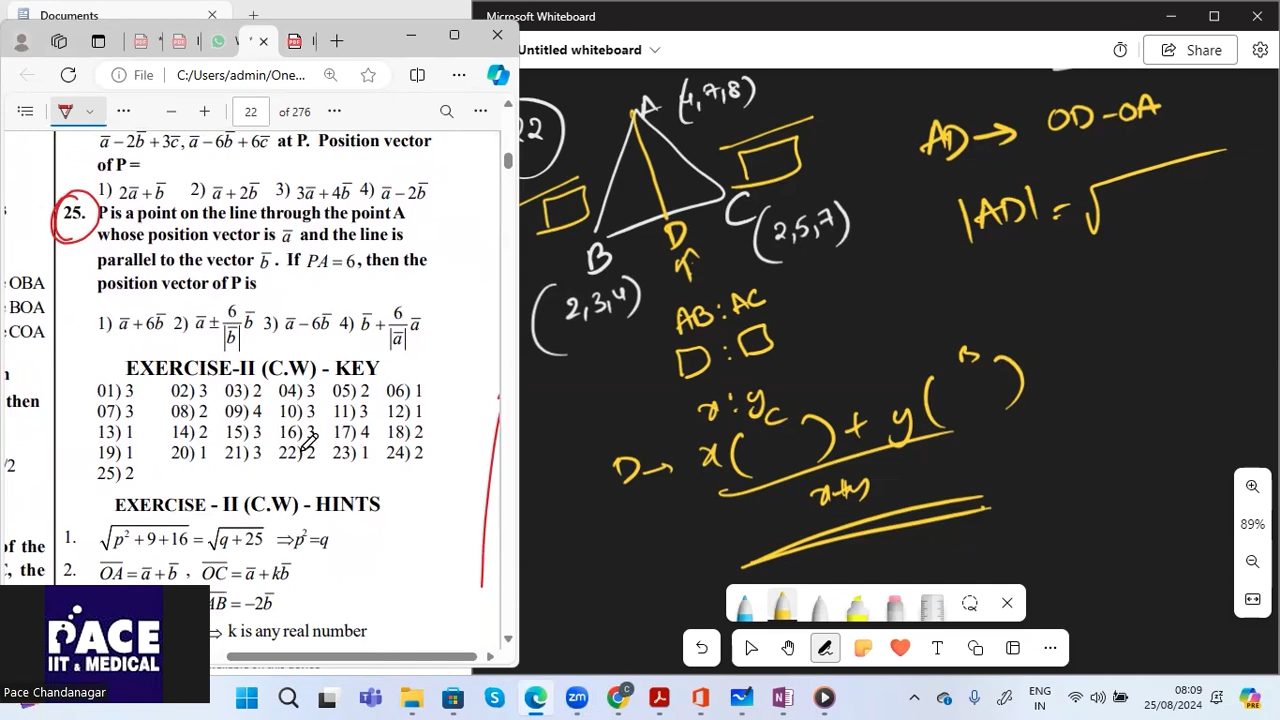 Documents
Microsoft Whiteboard
File C:/Users/admin/One...
Untitled whiteboard
Share
22 of 276
a̅ − 2b̅ + 3c̅, a̅ − 6b̅ + 6c̅ at P. Position vector
of P =
1) 2a̅ + b̅ 2) a̅ + 2b̅ 3) 3a̅ + 4b̅ 4) a̅ − 2b̅
25. P is a point on the line through the point A
whose position vector is a̅ and the line is
parallel to the vector b̅ . If PA = 6, then the
position vector of P is
1) a̅ + 6b̅ 2) a̅ ± 6/|b̅| b̅ 3) a̅ − 6b̅ 4) b̅ + 6/|a̅| a̅
EXERCISE-II (C.W) - KEY
01) 3 02) 3 03) 2 04) 3 05) 2 06) 1
07) 3 08) 2 09) 4 10) 3 11) 3 12) 1
13) 1 14) 2 15) 3 16) 3 17) 4 18) 2
19) 1 20) 1 21) 3 22) 2 23) 1 24) 2
25) 2
EXERCISE - II (C.W) - HINTS
1. √p² + 9 + 16 = √q + 25 ⇒ p² = q
2. OA = a̅ + b̅ , OC = a̅ + kb̅
AB = −2b̅
⇒ k is any real number
OBA
BOA
COA
then
/2
of the
C, the
PACE
IIT & MEDICAL
Pace Chandanagar
22
A (4,7,8)
B
(2,3,4)
D
C
(2,5,7)
AD → OD − OA
|AD| = √
AB : AC
x : y
D → x( C ) + y( B )
x+y
89%
ENG
IN
08:09
25/08/2024